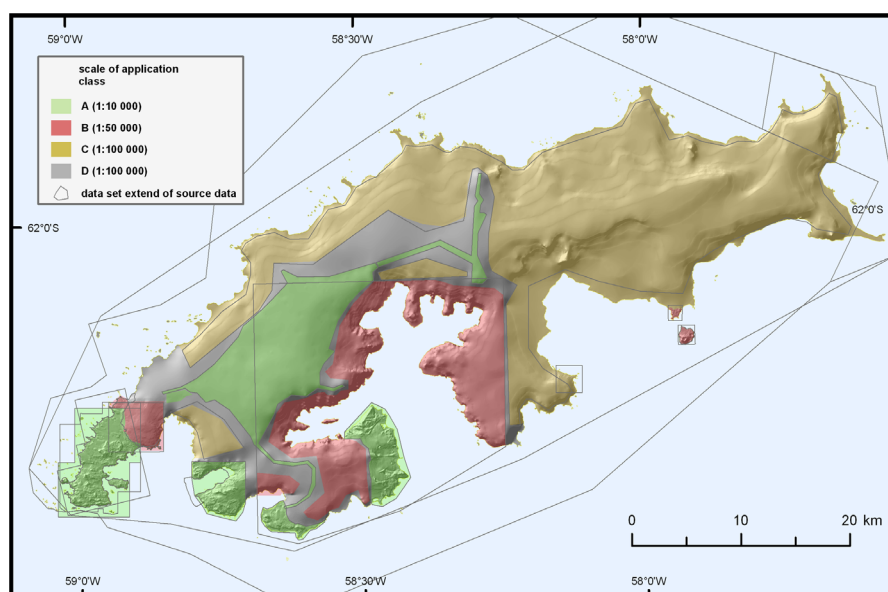 59°0'W 58°30'W 58°0'W
scale of application
class
A (1:10 000)
B (1:50 000)
C (1:100 000)
D (1:100 000)
data set extend of source data
62°0'S
62°0'S
0 10 20 km
59°0'W 58°30'W 58°0'W